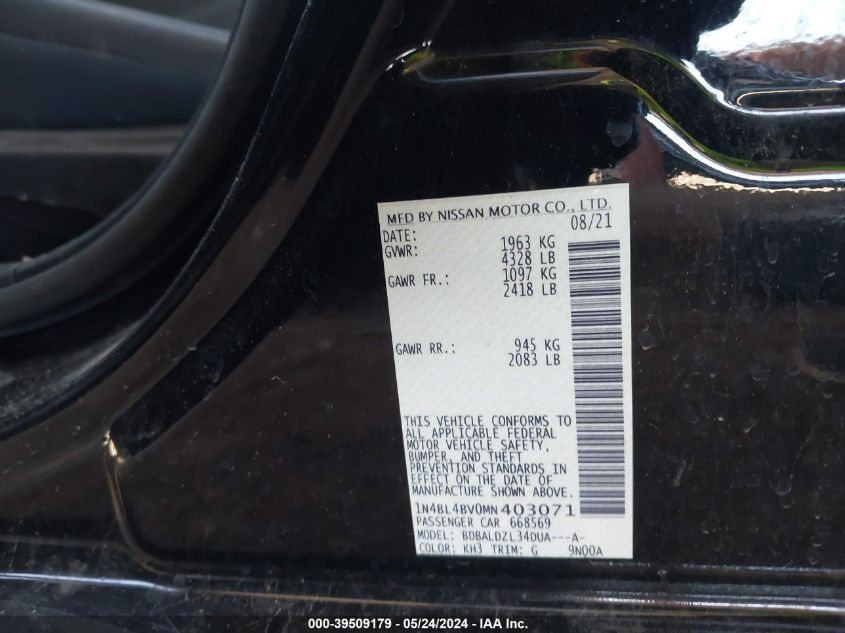 MFD BY NISSAN MOTOR CO., LTD.
DATE: 08/21
GVWR: 1963 KG
4328 LB
GAWR FR.: 1097 KG
2418 LB
GAWR RR.: 945 KG
2083 LB
THIS VEHICLE CONFORMS TO
ALL APPLICABLE FEDERAL
MOTOR VEHICLE SAFETY,
BUMPER, AND THEFT
PREVENTION STANDARDS IN
EFFECT ON THE DATE OF
MANUFACTURE SHOWN ABOVE.
1N4BL4BV0MN403071
PASSENGER CAR 668569
MODEL: BDBALDZL34DUA---A-
COLOR: KH3 TRIM: G 9N00A
000-39509179 - 05/24/2024 - IAA Inc.